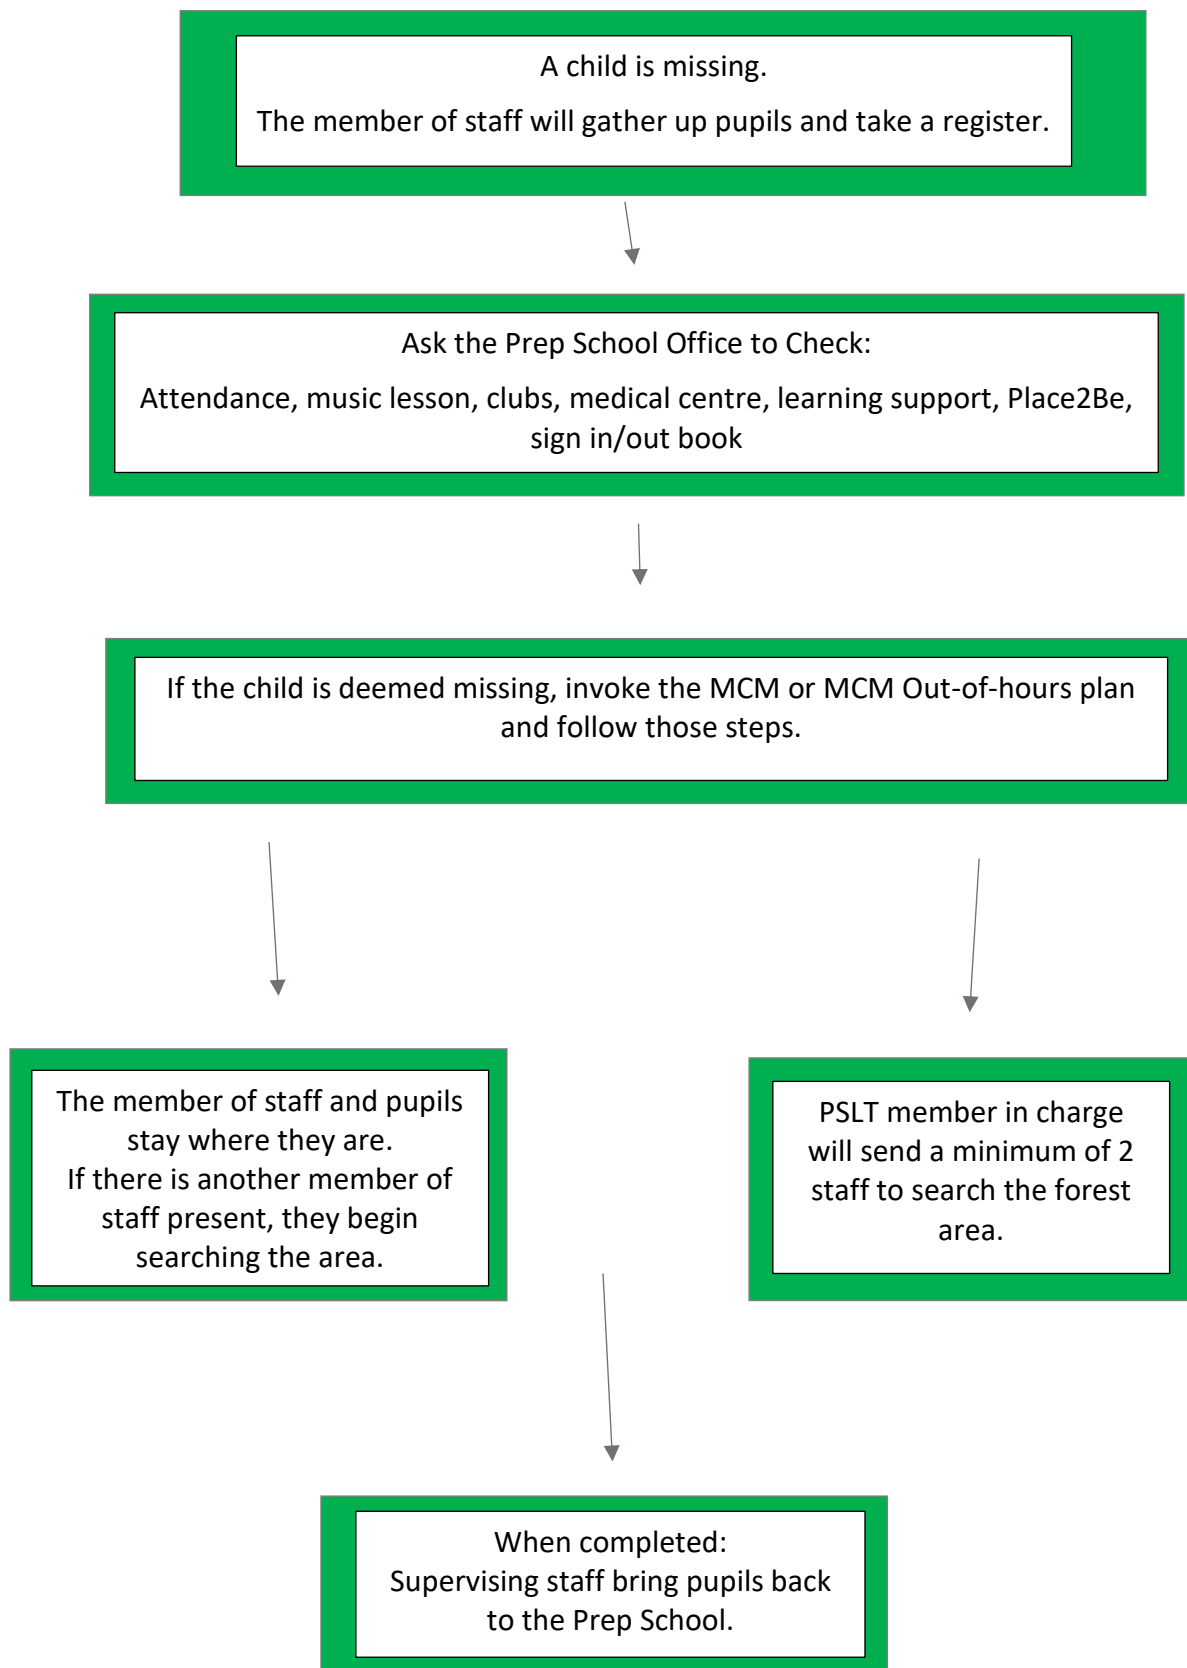 A child is missing.
The member of staff will gather up pupils and take a register.
Ask the Prep School Office to Check:
Attendance, music lesson, clubs, medical centre, learning support, Place2Be,
sign in/out book
If the child is deemed missing, invoke the MCM or MCM Out-of-hours plan
and follow those steps.
The member of staff and pupils
stay where they are.
If there is another member of
staff present, they begin
searching the area.
PSLT member in charge
will send a minimum of 2
staff to search the forest
area.
When completed:
Supervising staff bring pupils back
to the Prep School.